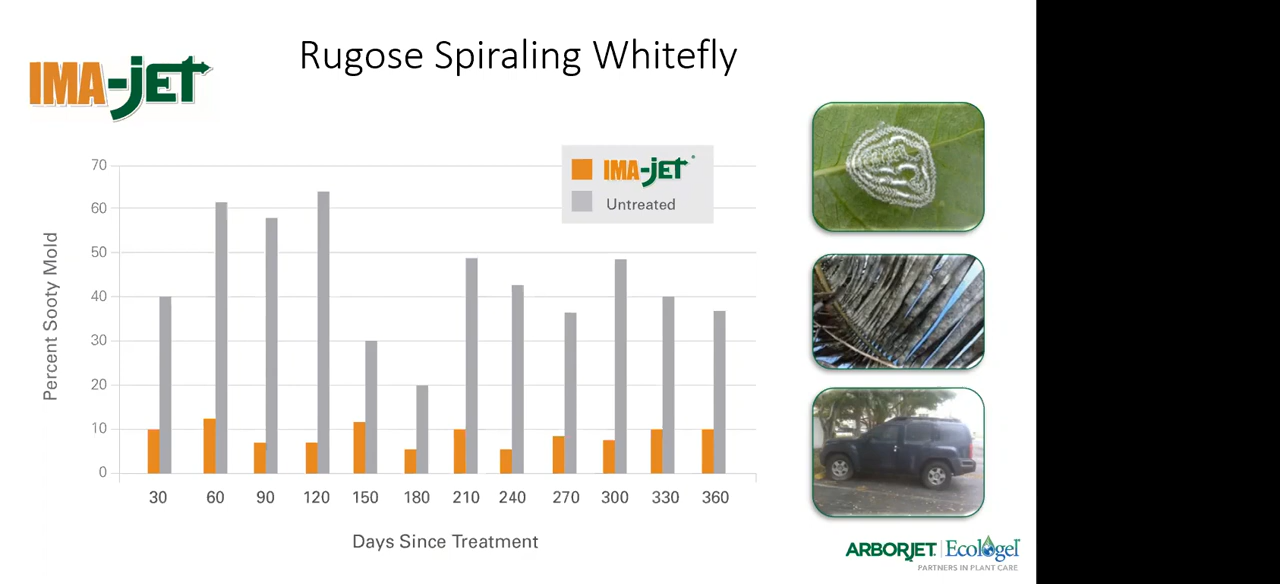 Rugose Spiraling Whitefly
IMA-jET
IMA-jET
Untreated
Percent Sooty Mold
70
60
50
40
30
20
10
0
30 60 90 120 150 180 210 240 270 300 330 360
Days Since Treatment
ARBORJET | Ecologel
PARTNERS IN PLANT CARE